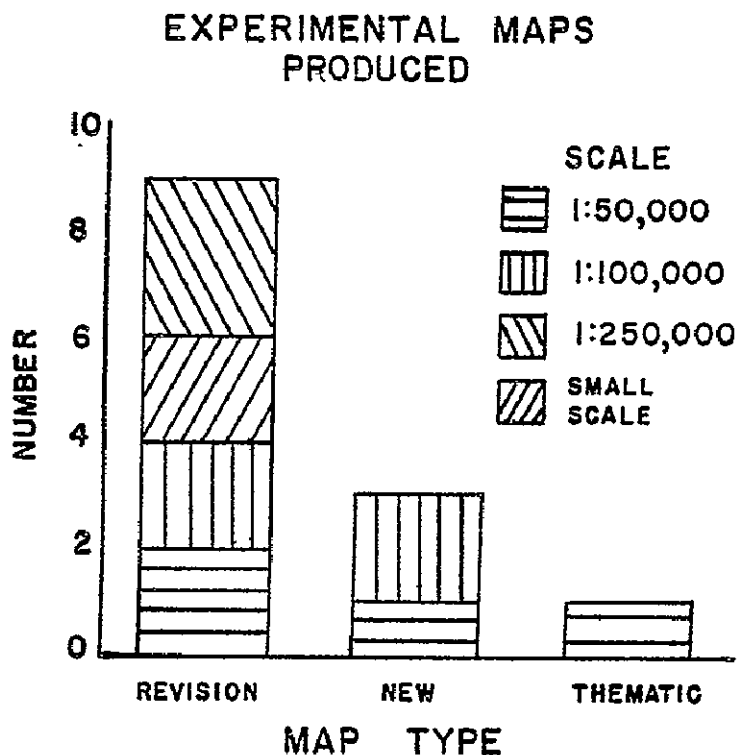 EXPERIMENTAL MAPS
PRODUCED
10
8
6
4
2
0
NUMBER
SCALE
1:50,000
1:100,000
1:250,000
SMALL
SCALE
REVISION NEW THEMATIC
MAP TYPE